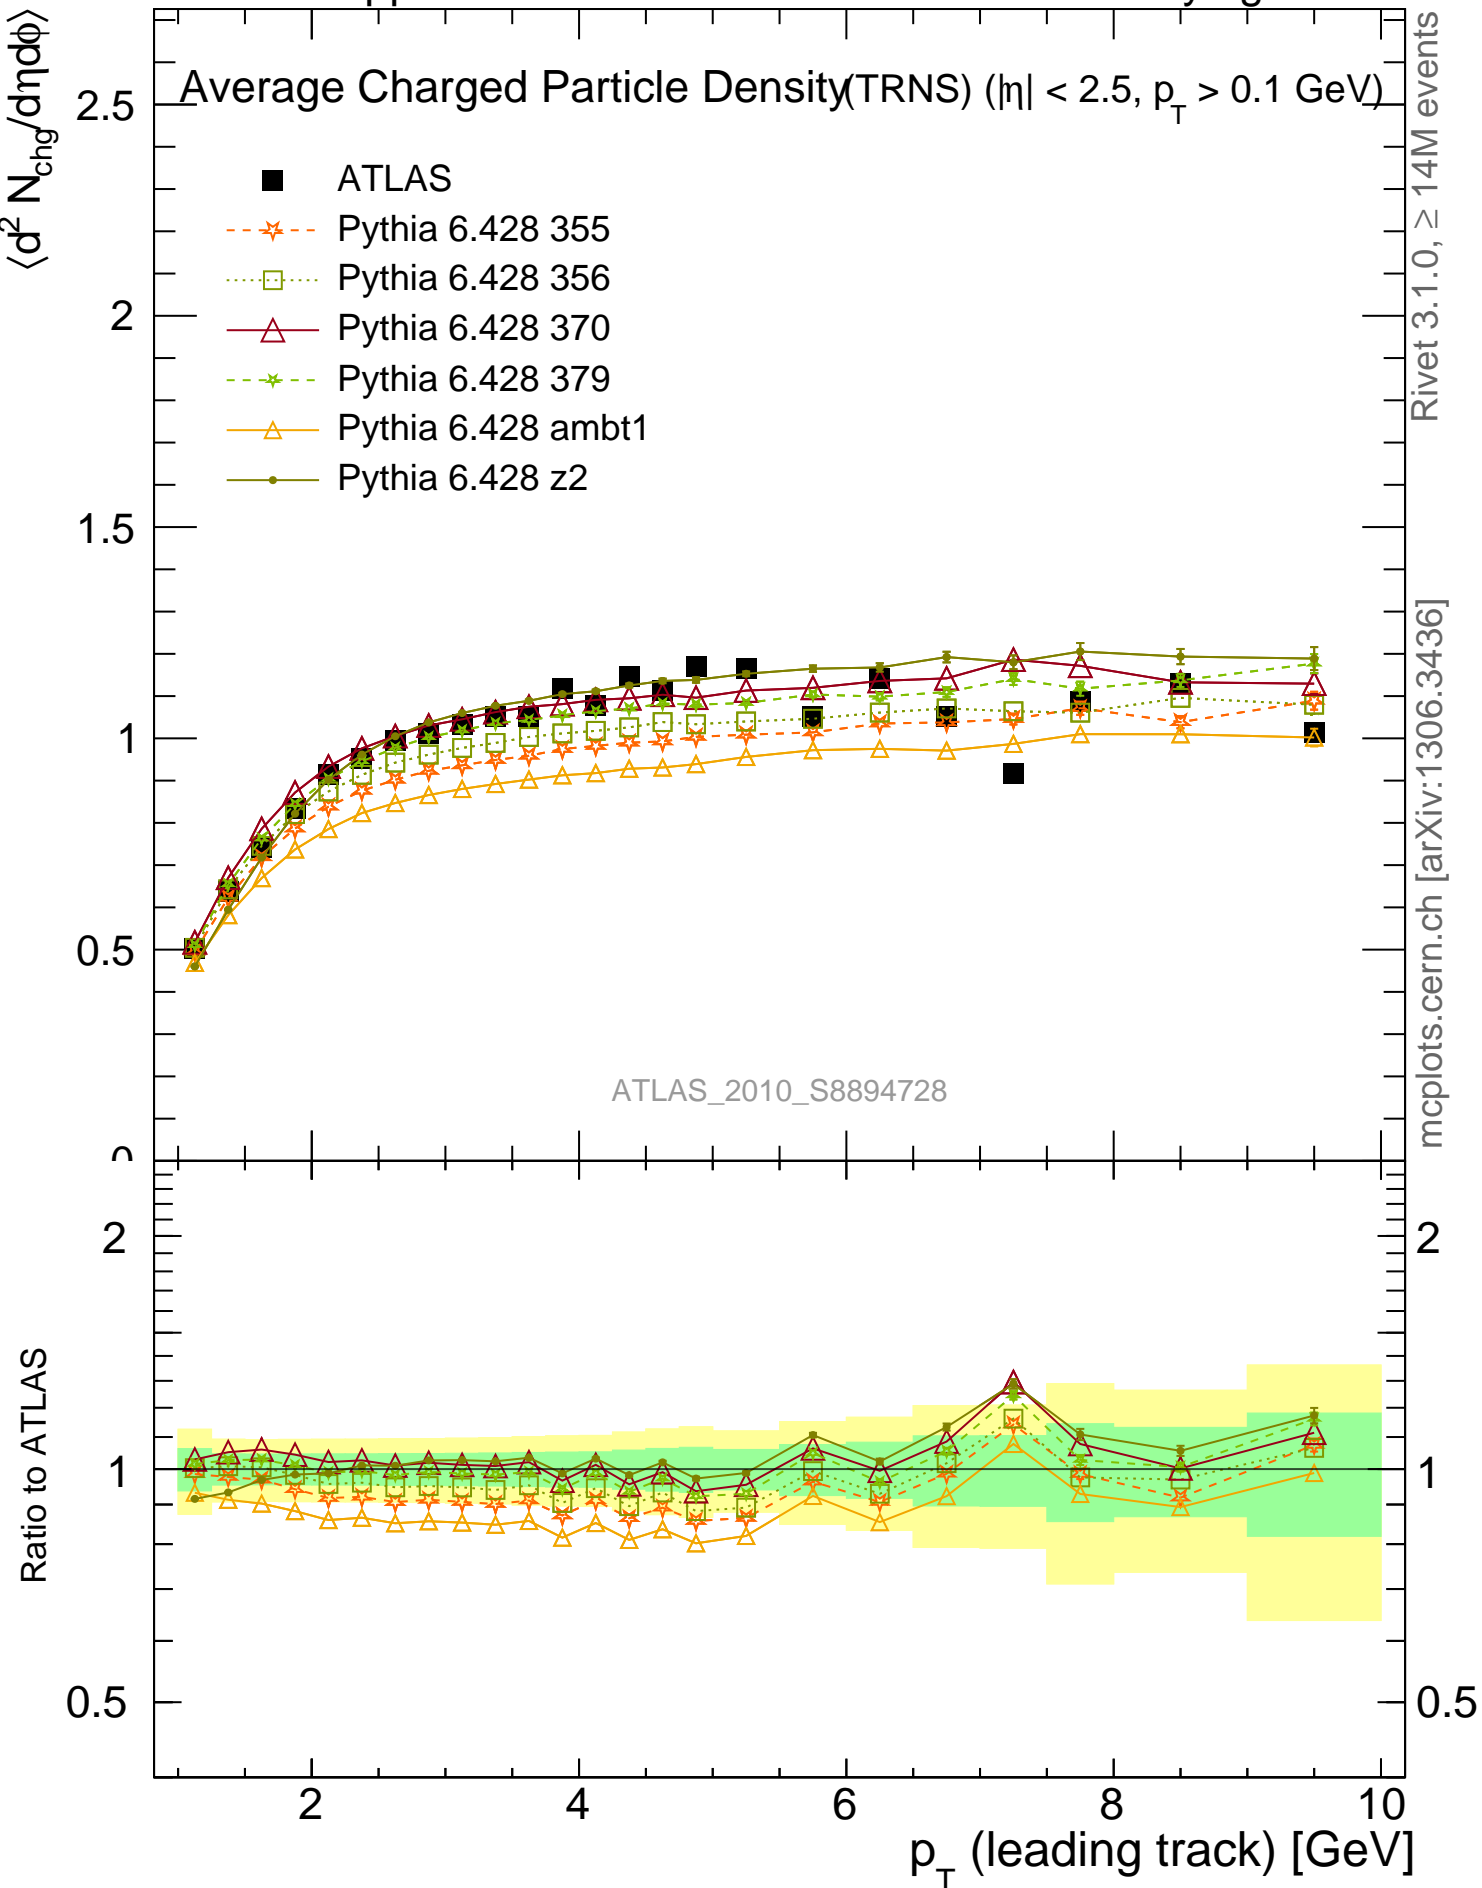 ⟨d² N_chg/dηdϕ⟩
Average Charged Particle Density (TRNS) (|η| < 2.5, p_T > 0.1 GeV)
ATLAS
Pythia 6.428 355
Pythia 6.428 356
Pythia 6.428 370
Pythia 6.428 379
Pythia 6.428 ambt1
Pythia 6.428 z2
2.5
2
1.5
1
0.5
0
ATLAS_2010_S8894728
Rivet 3.1.0, ≥ 14M events
mcplots.cern.ch [arXiv:1306.3436]
Ratio to ATLAS
2
1
0.5
2
1
0.5
2
4
6
8
10
p_T (leading track) [GeV]